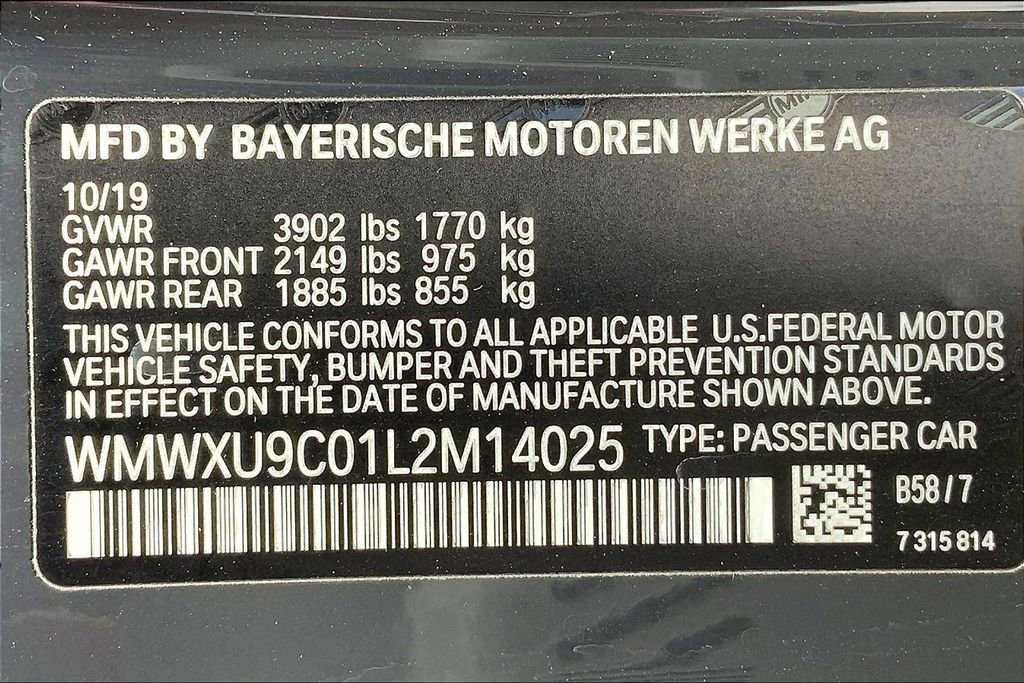 MFD BY BAYERISCHE MOTOREN WERKE AG
10/19
GVWR 3902 lbs 1770 kg
GAWR FRONT 2149 lbs 975 kg
GAWR REAR 1885 lbs 855 kg
THIS VEHICLE CONFORMS TO ALL APPLICABLE U.S.FEDERAL MOTOR
VEHICLE SAFETY, BUMPER AND THEFT PREVENTION STANDARDS
IN EFFECT ON THE DATE OF MANUFACTURE SHOWN ABOVE.
WMWXU9C01L2M14025 TYPE: PASSENGER CAR
B58/7
7 315 814